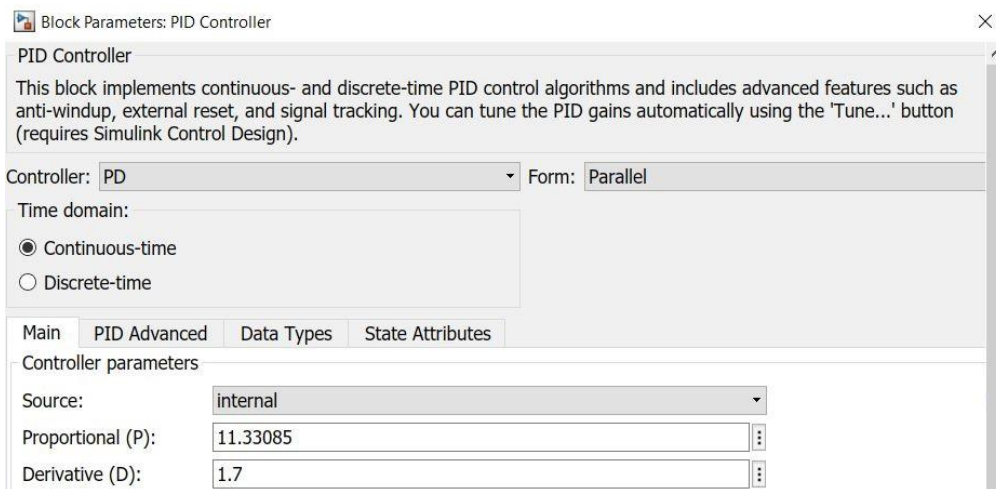 Block Parameters: PID Controller
PID Controller
This block implements continuous- and discrete-time PID control algorithms and includes advanced features such as
anti-windup, external reset, and signal tracking. You can tune the PID gains automatically using the 'Tune...' button
(requires Simulink Control Design).
Controller: PD Form: Parallel
Time domain:
Continuous-time
Discrete-time
Main PID Advanced Data Types State Attributes
Controller parameters
Source: internal
Proportional (P): 11.33085
Derivative (D): 1.7